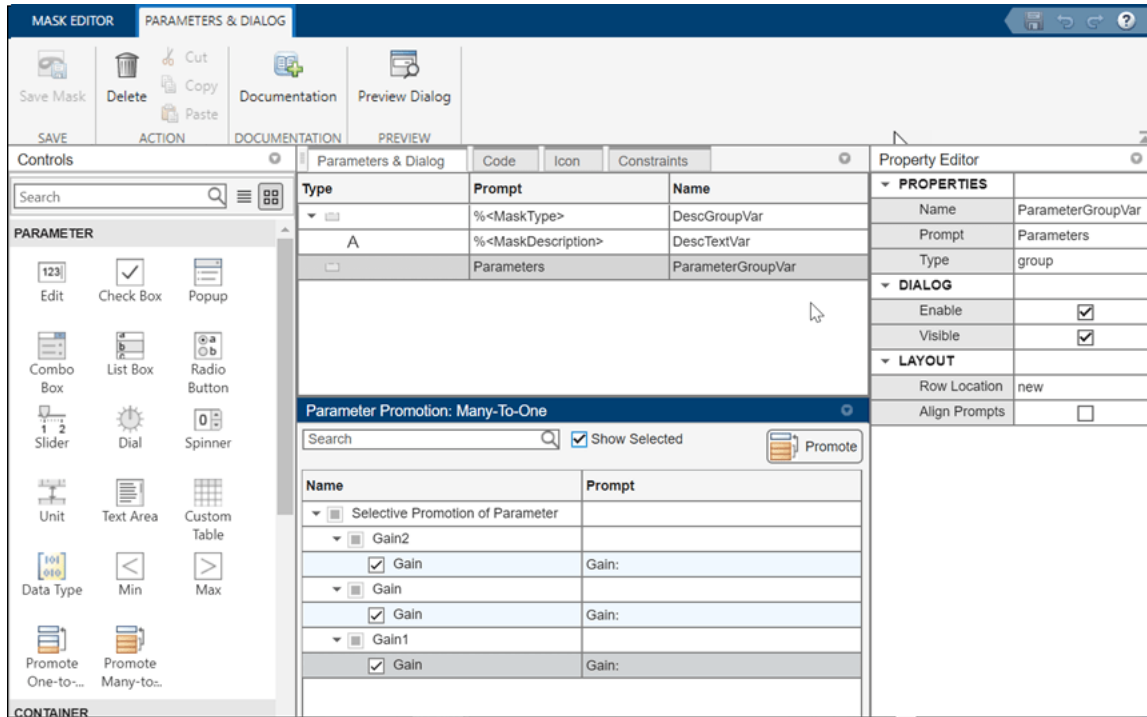 MASK EDITOR PARAMETERS & DIALOG
Save Mask Delete Cut Copy Paste Documentation Preview Dialog
SAVE ACTION DOCUMENTATION PREVIEW
Controls
Search
PARAMETER
123 Edit Check Box Popup
Combo Box a b c List Box a b Radio Button
1 2 Slider Dial 0 Spinner
Unit Text Area Custom Table
Data Type < Min > Max
Promote One-to-... Promote Many-to-...
CONTAINER
Parameters & Dialog Code Icon Constraints
Type Prompt Name
%<MaskType> DescGroupVar
A %<MaskDescription> DescTextVar
Parameters ParameterGroupVar
Parameter Promotion: Many-To-One
Search Show Selected Promote
Name Prompt
Selective Promotion of Parameter
Gain2
Gain Gain:
Gain
Gain Gain:
Gain1
Gain Gain:
Property Editor
PROPERTIES
Name ParameterGroupVar
Prompt Parameters
Type group
DIALOG
Enable
Visible
LAYOUT
Row Location new
Align Prompts